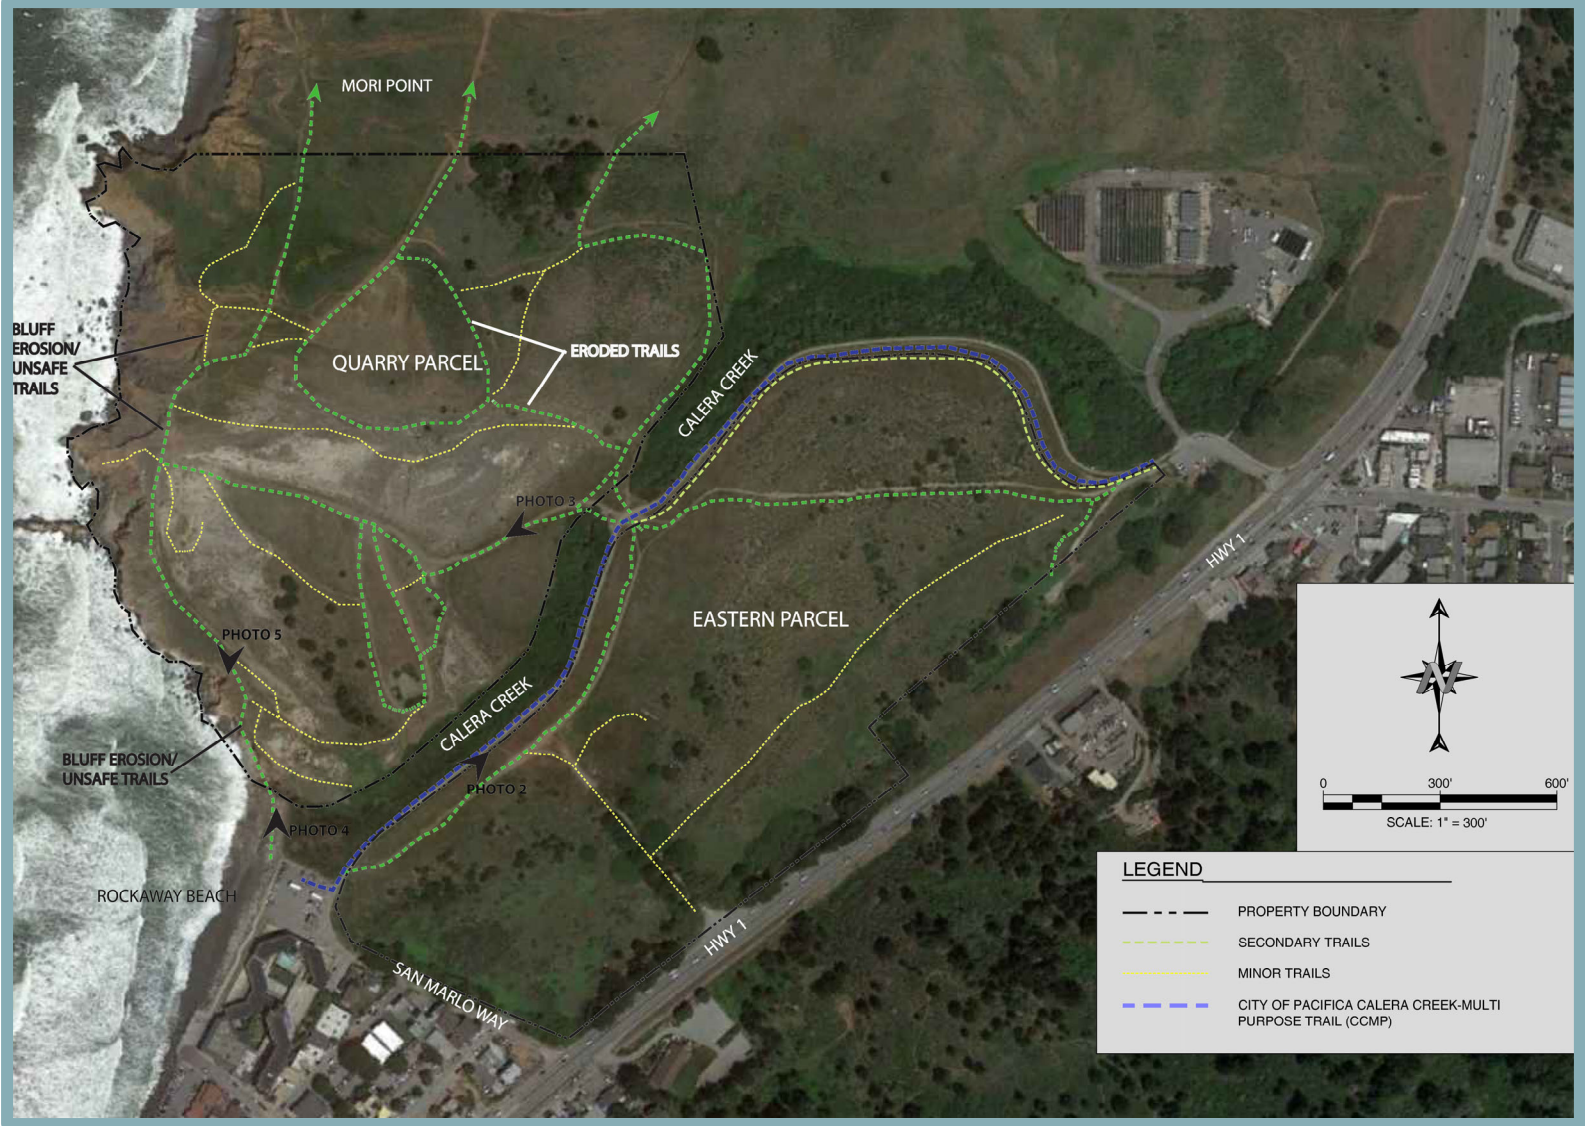 MORI POINT
BLUFF
EROSION/
UNSAFE
TRAILS
QUARRY PARCEL
ERODED TRAILS
CALERA CREEK
PHOTO 3
HWY 1
EASTERN PARCEL
PHOTO 5
CALERA CREEK
BLUFF EROSION/
UNSAFE TRAILS
PHOTO 2
PHOTO 4
ROCKAWAY BEACH
HWY 1
SAN MARLO WAY
N
0 300' 600'
SCALE: 1" = 300'
LEGEND
PROPERTY BOUNDARY
SECONDARY TRAILS
MINOR TRAILS
CITY OF PACIFICA CALERA CREEK-MULTI
PURPOSE TRAIL (CCMP)